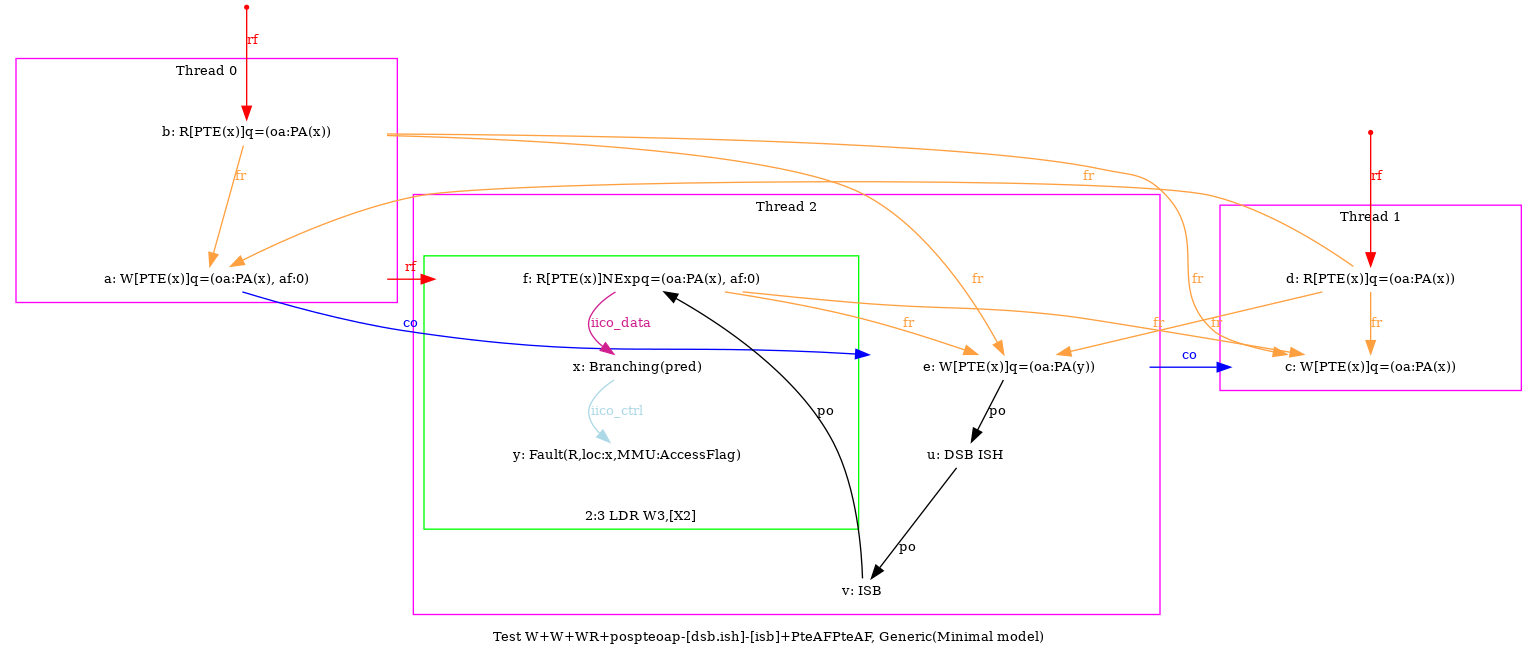 rf
Thread 0
b: R[PTE(x)]q=(oa:PA(x))
rf
fr
fr
Thread 2
Thread 1
a: W[PTE(x)]q=(oa:PA(x), af:0)
rf
f: R[PTE(x)]NExpq=(oa:PA(x), af:0)
fr
fr
d: R[PTE(x)]q=(oa:PA(x))
co
iico_data
fr
fr
fr
fr
x: Branching(pred)
e: W[PTE(x)]q=(oa:PA(y))
co
c: W[PTE(x)]q=(oa:PA(x))
iico_ctrl
po
po
y: Fault(R,loc:x,MMU:AccessFlag)
u: DSB ISH
2:3 LDR W3,[X2]
po
v: ISB
Test W+W+WR+pospteoap-[dsb.ish]-[isb]+PteAFPteAF, Generic(Minimal model)